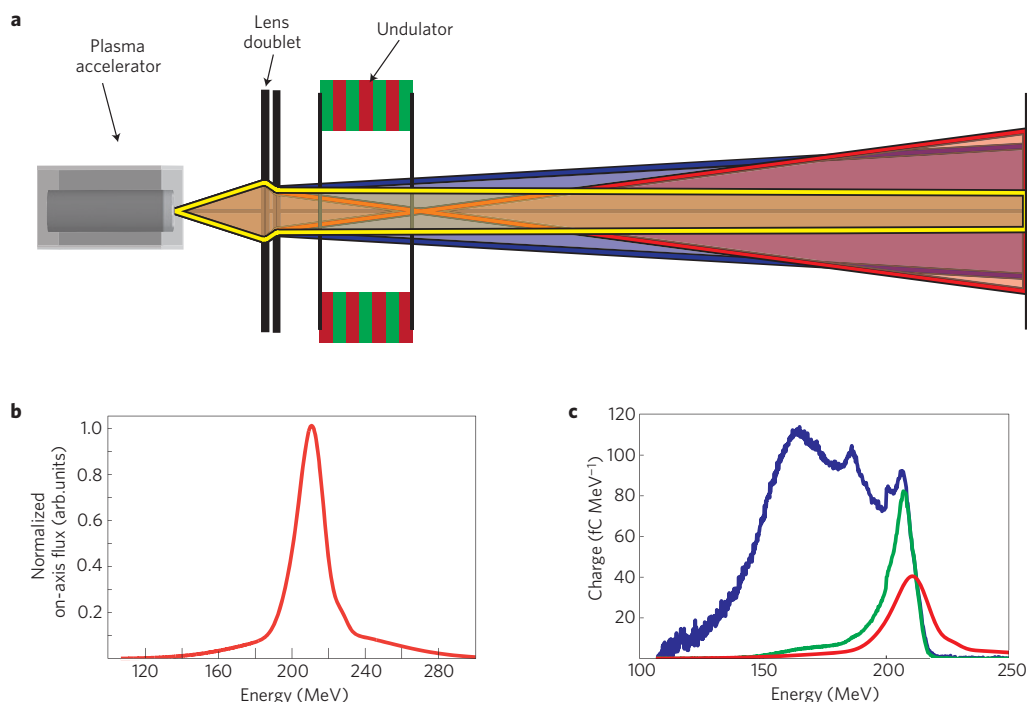 a
Lens
doublet
Undulator
Plasma
accelerator
b
1.0
0.8
0.6
0.4
0.2
Normalized
on-axis flux (arb.units)
120 160 200 240 280
Energy (MeV)
c
120
100
80
60
40
20
Charge (fC MeV⁻¹)
100 150 200 250
Energy (MeV)